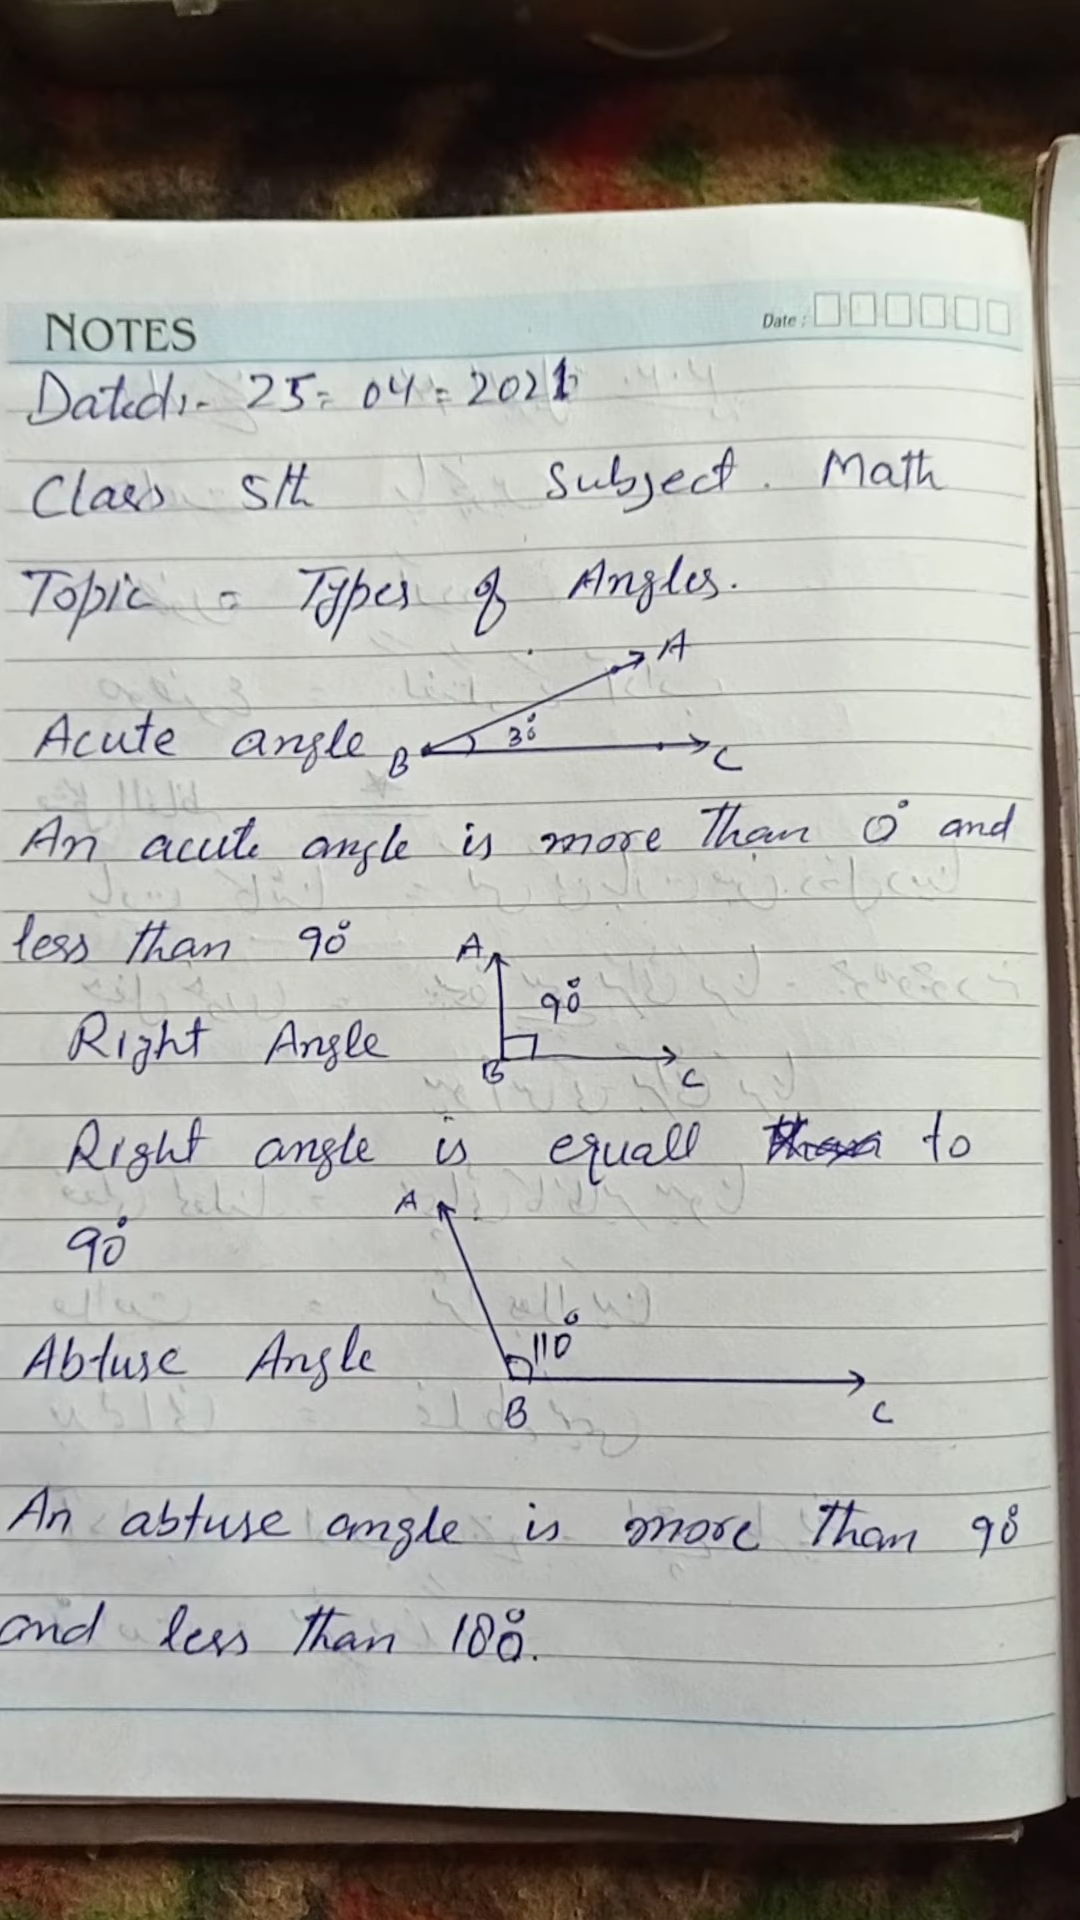 NOTES
Date :
Dated:- 25= 04 = 2021
Class 5th Subject . Math
Topic = Types of Angles.
A
Acute angle B 30° C
An acute angle is more than 0° and
less than 90° A
90°
Right Angle B C
Right angle is equall to
A
90°
110°
Abtuse Angle
B C
An abtuse angle is more than 90°
and less than 180°.